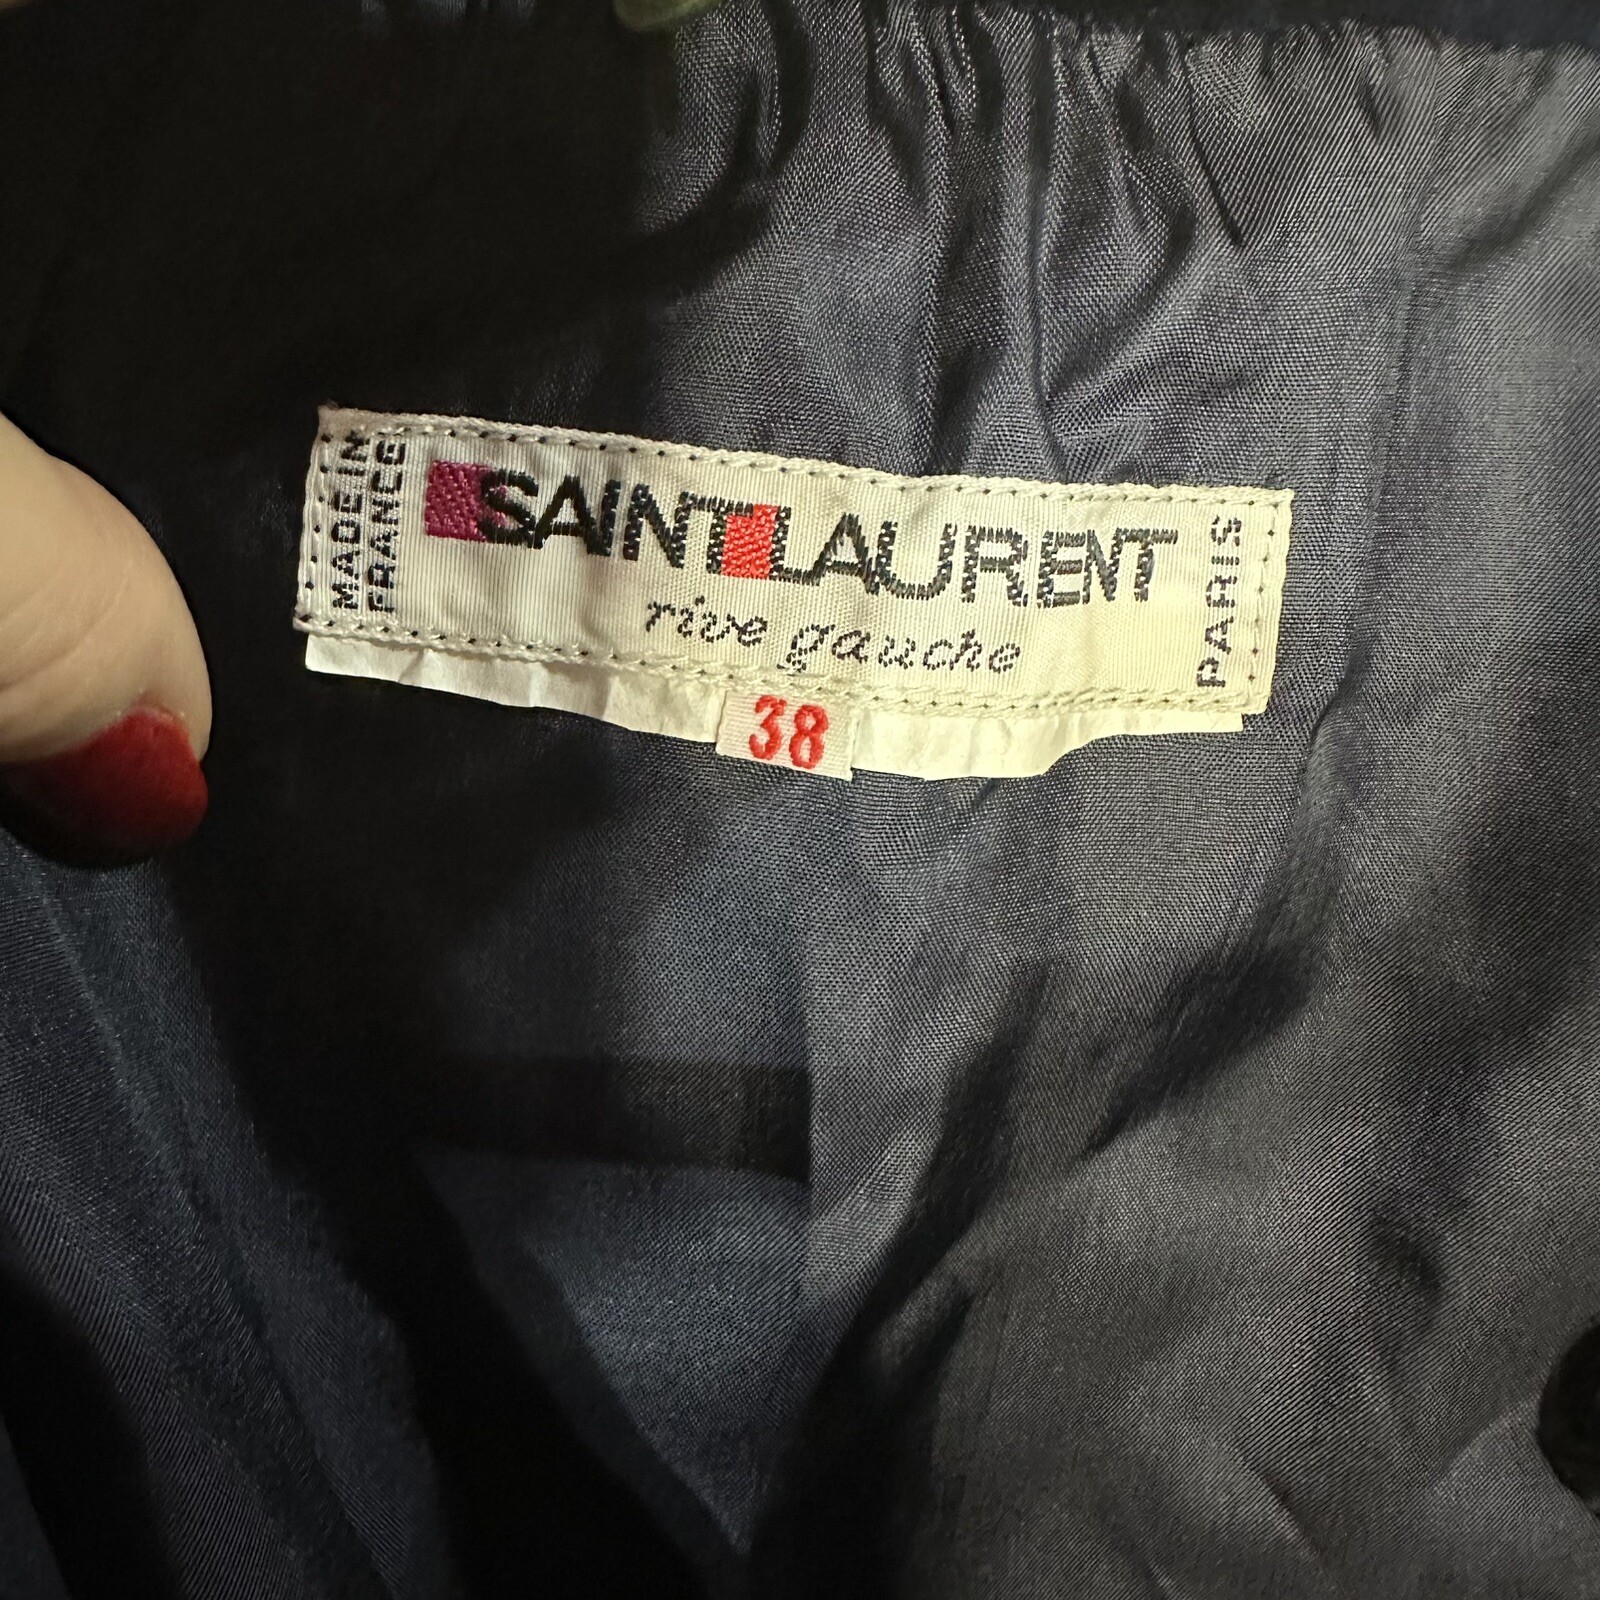 MADE IN
FRANCE
SAINT LAURENT
rive gauche
PARIS
38